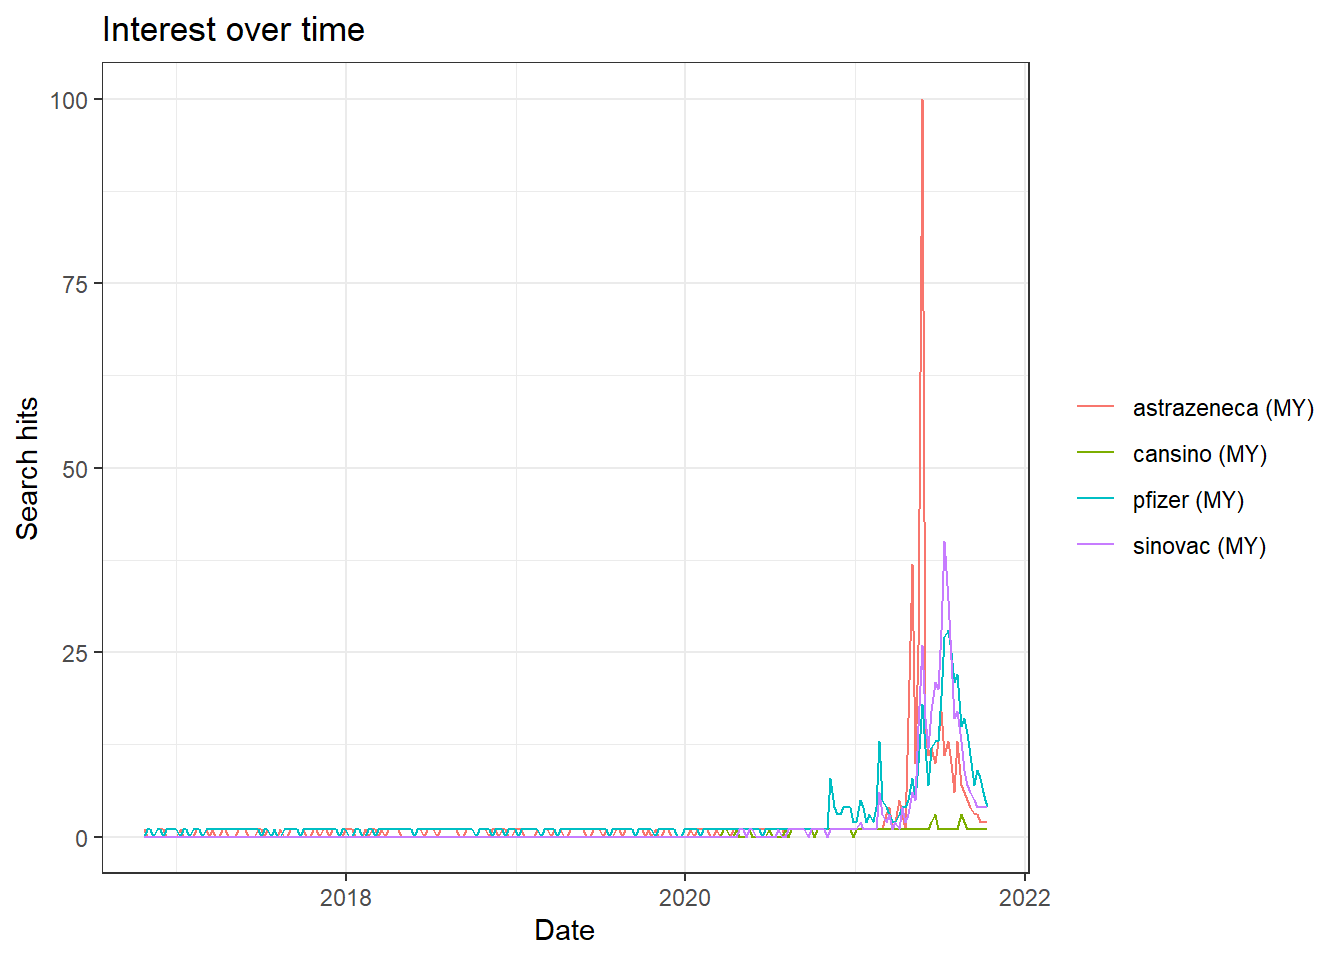 Interest over time
100
75
50
25
0
Search hits
2018
2020
2022
Date
astrazeneca (MY)
cansino (MY)
pfizer (MY)
sinovac (MY)